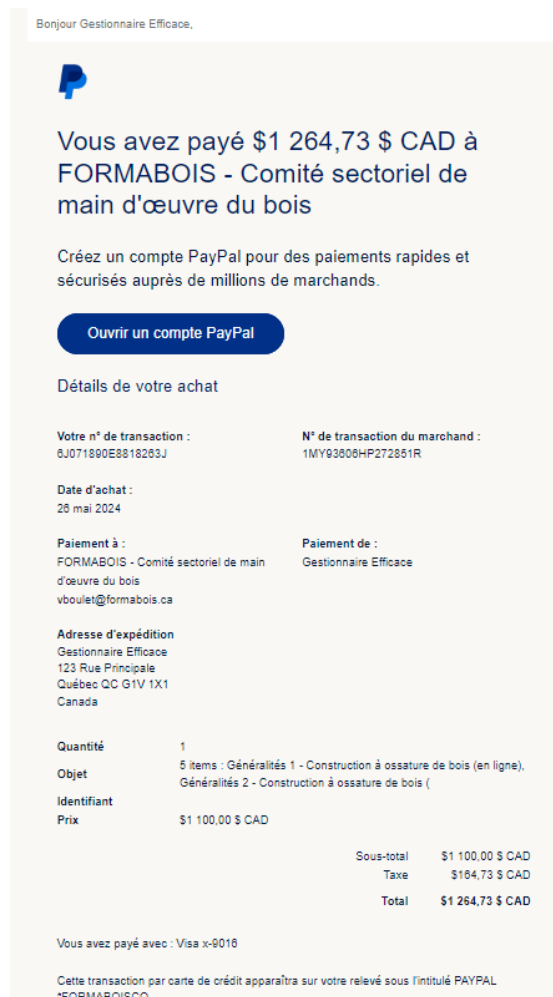 Bonjour Gestionnaire Efficace,
Vous avez payé $1 264,73 $ CAD à
FORMABOIS - Comité sectoriel de
main d'œuvre du bois
Créez un compte PayPal pour des paiements rapides et
sécurisés auprès de millions de marchands.
Ouvrir un compte PayPal
Détails de votre achat
Votre n° de transaction :
6J071890E8818263J
N° de transaction du marchand :
1MY93606HP272851R
Date d'achat :
26 mai 2024
Paiement à :
FORMABOIS - Comité sectoriel de main
d'œuvre du bois
vboulet@formabois.ca
Paiement de :
Gestionnaire Efficace
Adresse d'expédition
Gestionnaire Efficace
123 Rue Principale
Québec QC G1V 1X1
Canada
Quantité 1
Objet 5 items : Généralités 1 - Construction à ossature de bois (en ligne),
Généralités 2 - Construction à ossature de bois (
Identifiant
Prix $1 100,00 $ CAD
Sous-total $1 100,00 $ CAD
Taxe $164,73 $ CAD
Total $1 264,73 $ CAD
Vous avez payé avec : Visa x-9016
Cette transaction par carte de crédit apparaîtra sur votre relevé sous l'intitulé PAYPAL
*FORMABOISCO